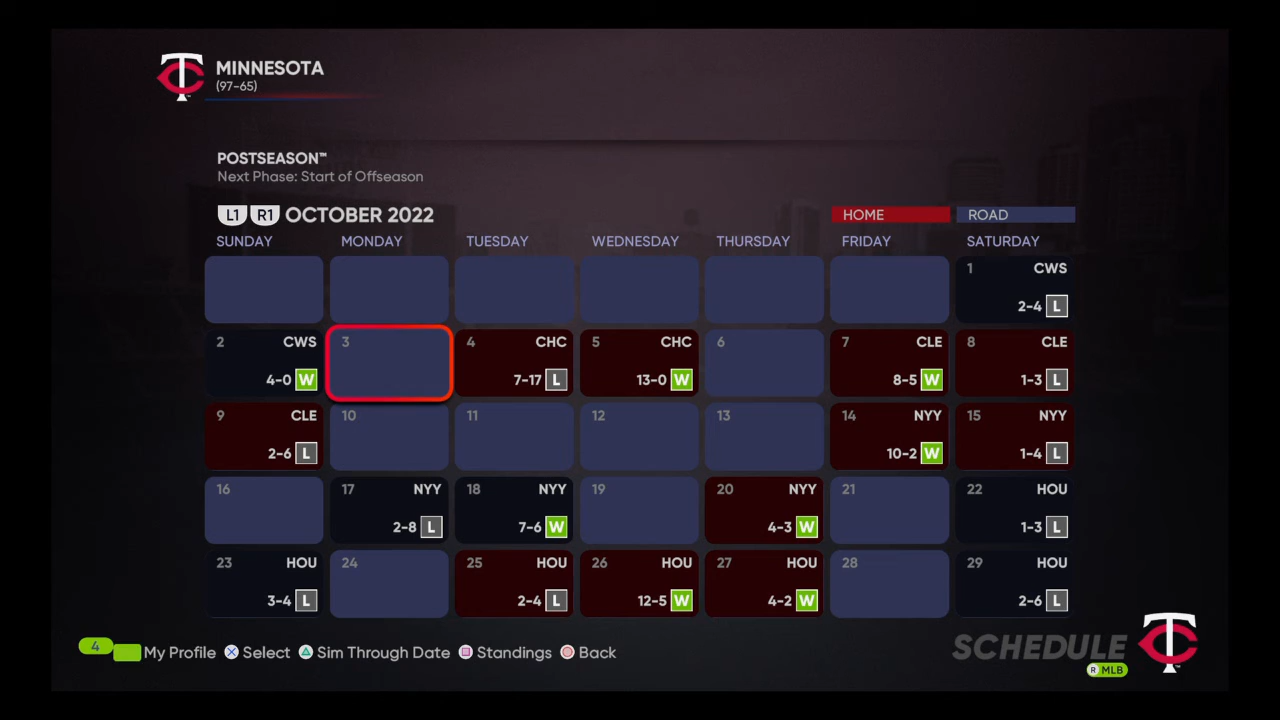 MINNESOTA
(97-65)
POSTSEASON™
Next Phase: Start of Offseason
L1 R1 OCTOBER 2022 HOME ROAD
SUNDAY MONDAY TUESDAY WEDNESDAY THURSDAY FRIDAY SATURDAY
1 CWS
2-4 L
2 CWS 3 4 CHC 5 CHC 6 7 CLE 8 CLE
4-0 W 7-17 L 13-0 W 8-5 W 1-3 L
9 CLE 10 11 12 13 14 NYY 15 NYY
2-6 L 10-2 W 1-4 L
16 17 NYY 18 NYY 19 20 NYY 21 22 HOU
2-8 L 7-6 W 4-3 W 1-3 L
23 HOU 24 25 HOU 26 HOU 27 HOU 28 29 HOU
3-4 L 2-4 L 12-5 W 4-2 W 2-6 L
4 My Profile Select Sim Through Date Standings Back
SCHEDULE
R MLB